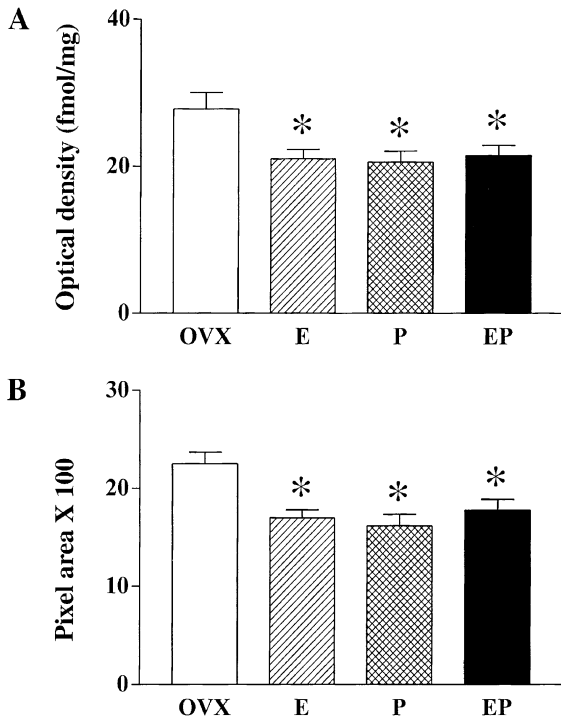 A
Optical density (fmol/mg)
40
20
0
* * *
OVX E P EP
B
Pixel area X 100
30
20
10
0
* * *
OVX E P EP